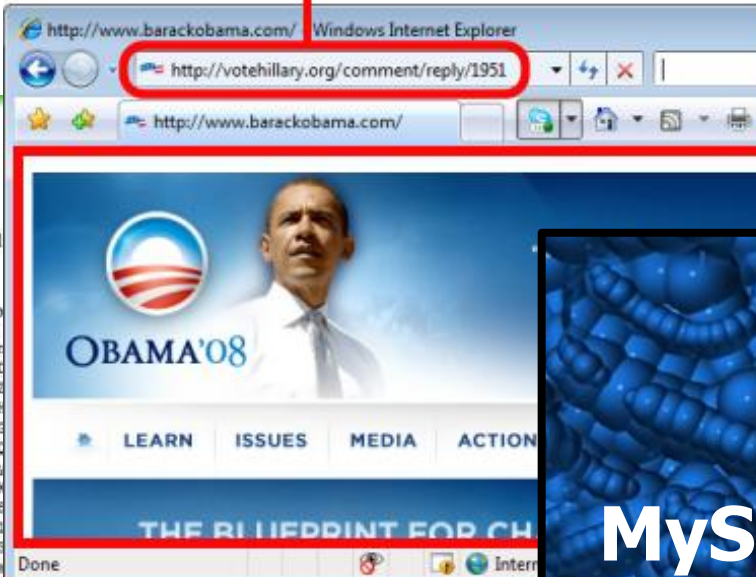 http://www.barackobama.com/ - Windows Internet Explorer
http://votehillary.org/comment/reply/1951
http://www.barackobama.com/
OBAMA'08
LEARN ISSUES MEDIA ACTION
THE BLUEPRINT FOR CH
Done
Intern
MyS